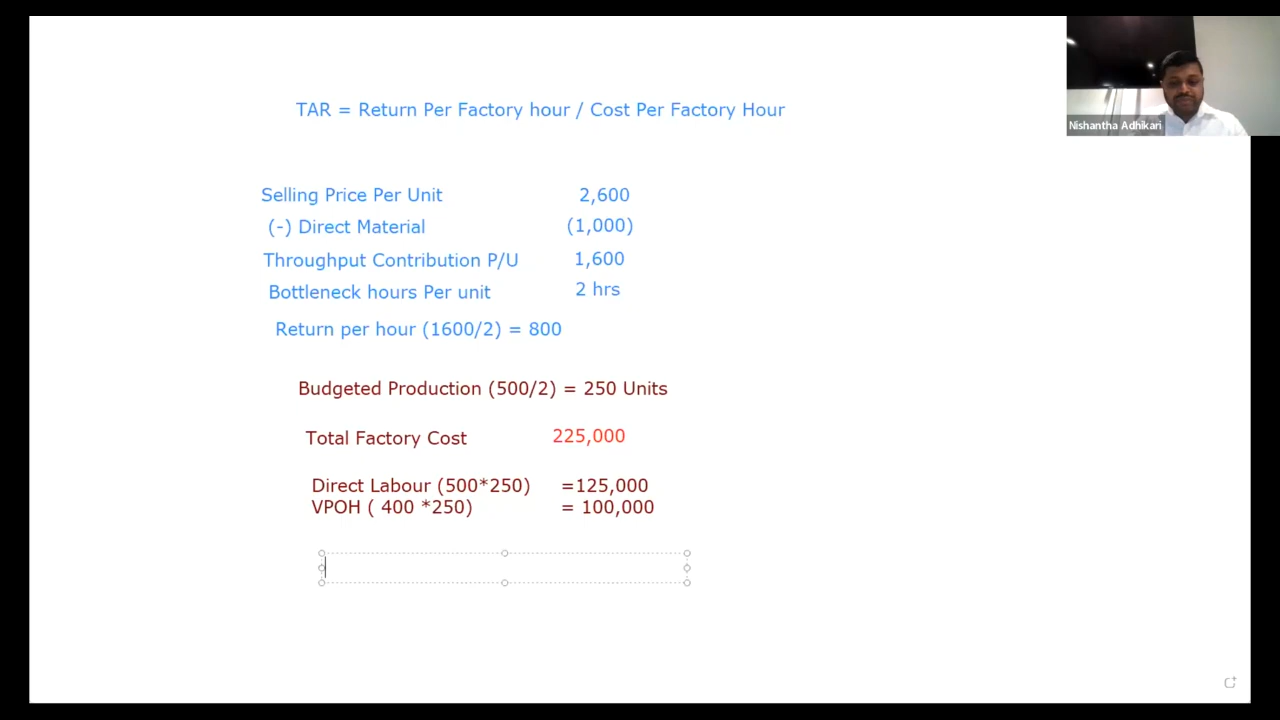 TAR = Return Per Factory hour / Cost Per Factory Hour
Nishantha Adhikari
Selling Price Per Unit 2,600
(-) Direct Material (1,000)
Throughput Contribution P/U 1,600
Bottleneck hours Per unit 2 hrs
Return per hour (1600/2) = 800
Budgeted Production (500/2) = 250 Units
Total Factory Cost 225,000
Direct Labour (500*250) =125,000
VPOH ( 400 *250) = 100,000